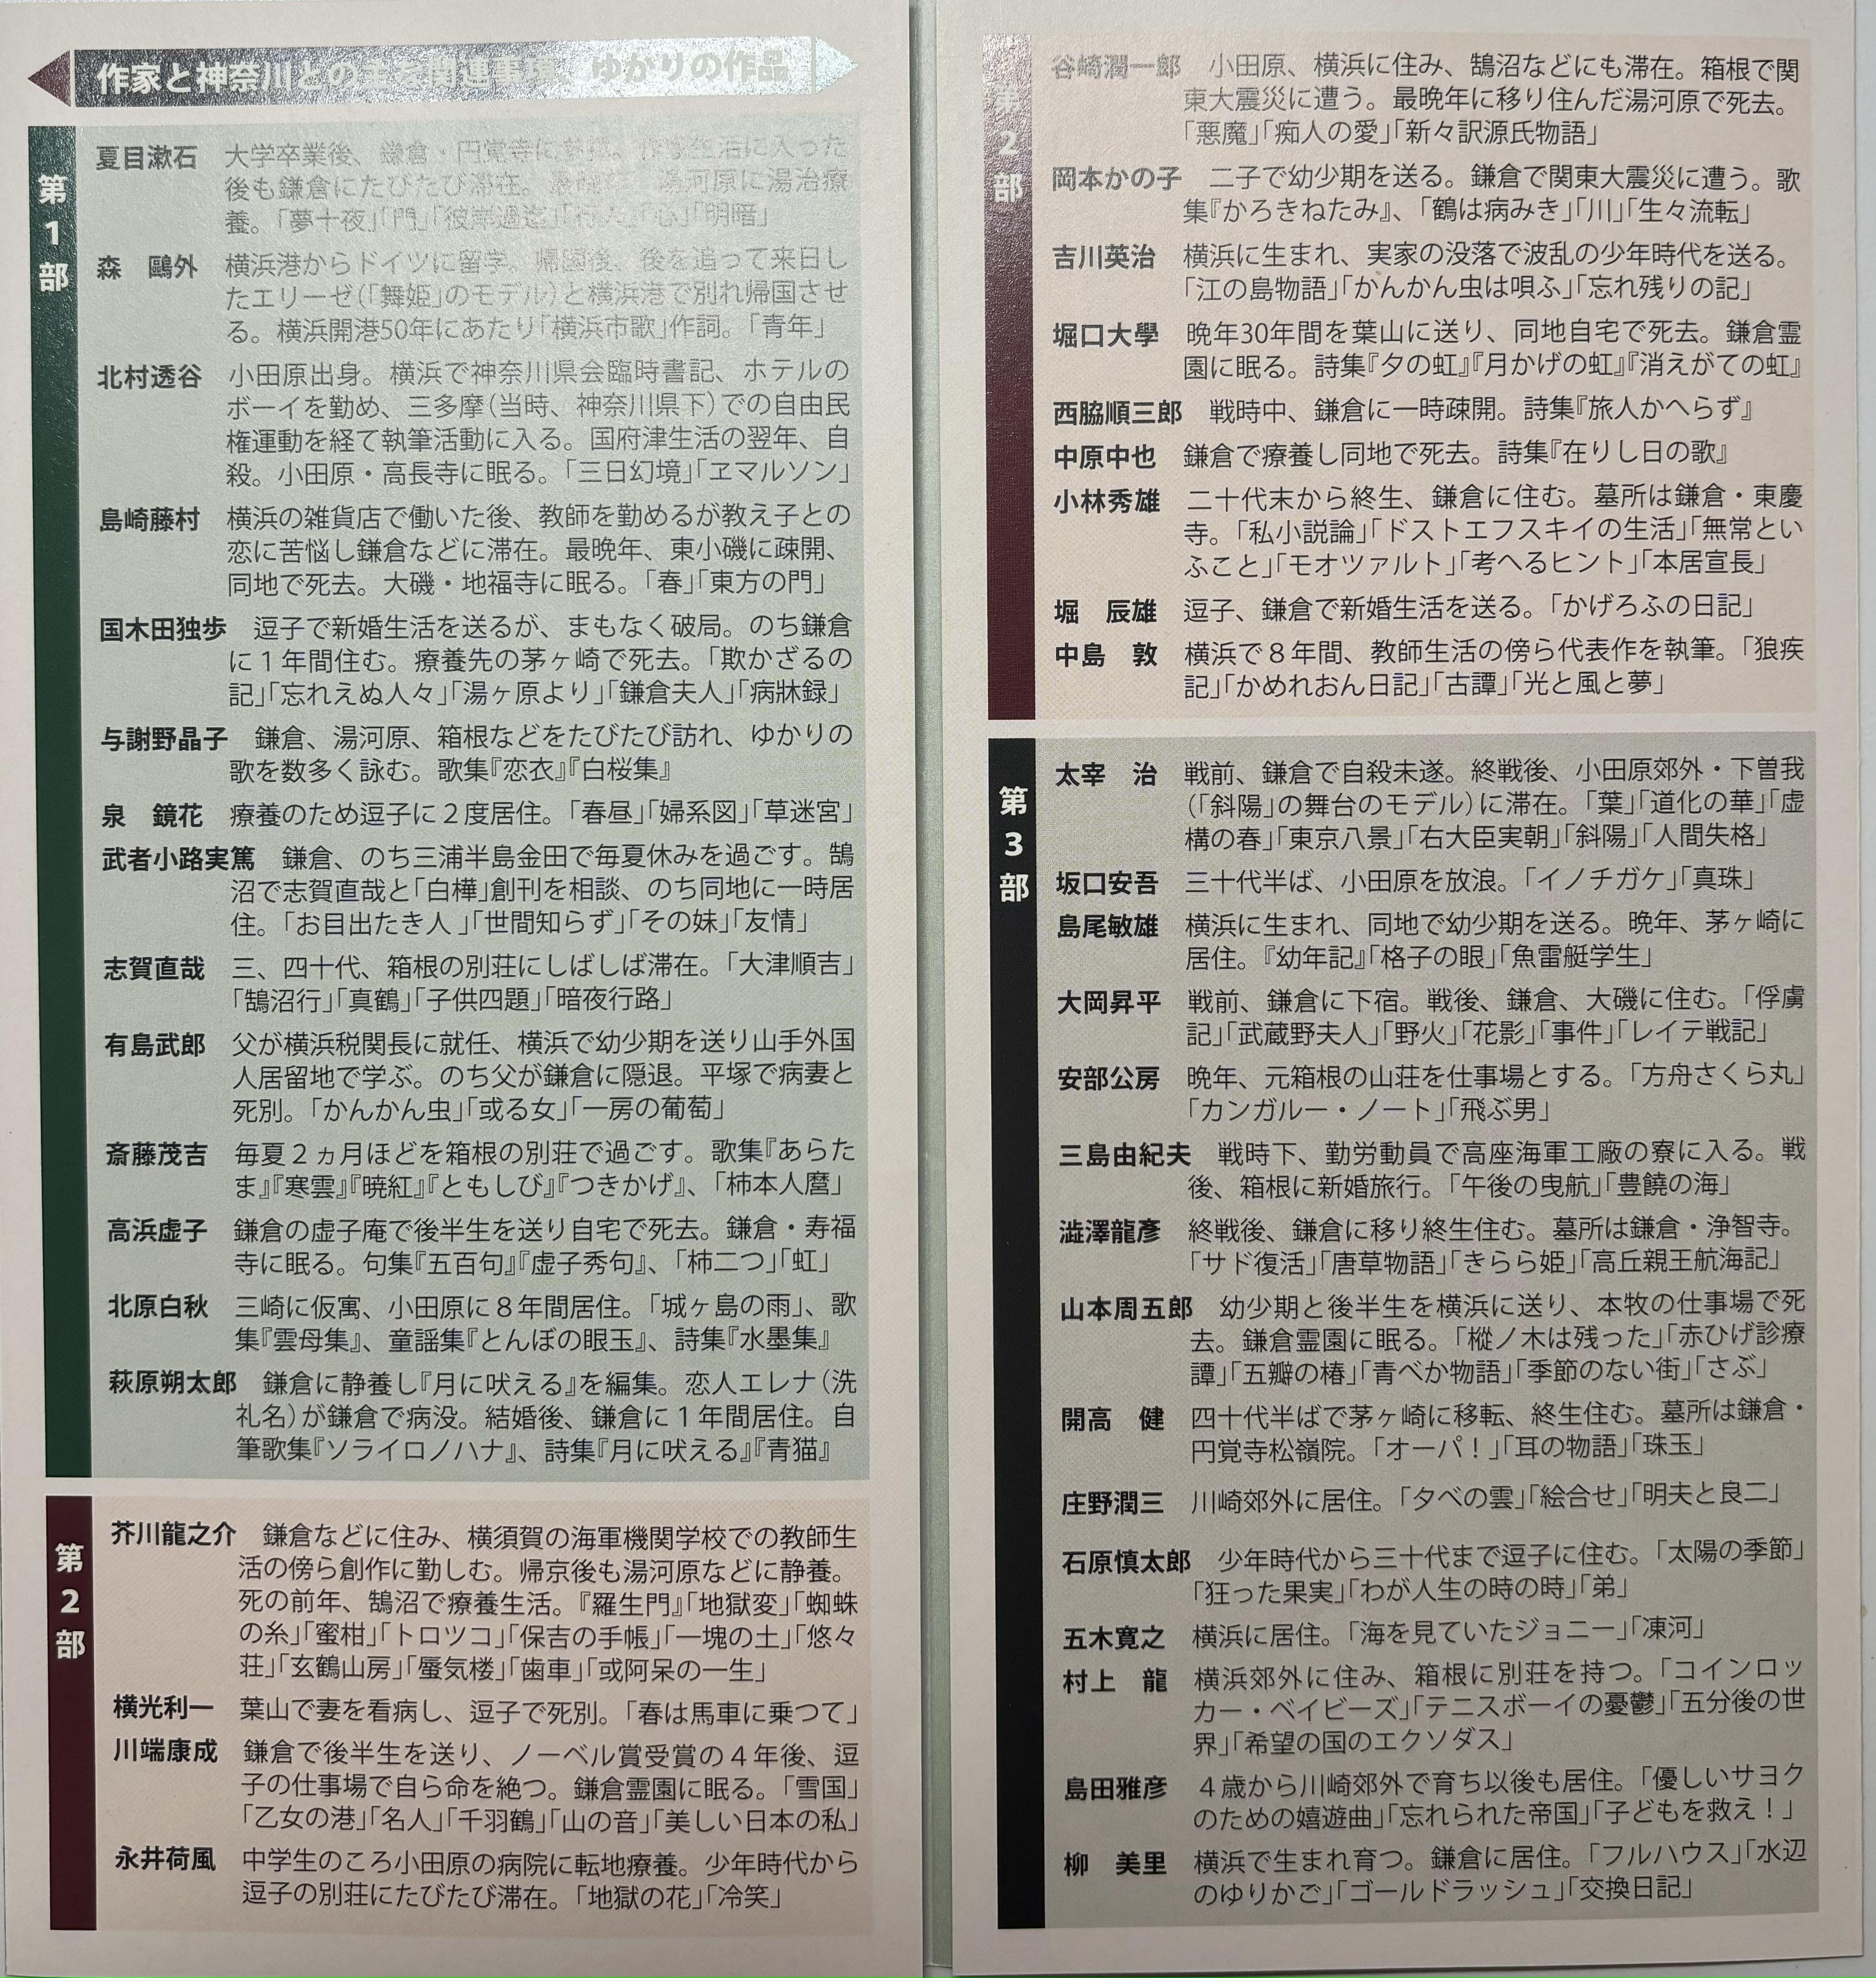 作家と神奈川との主な関連事項、ゆかりの作品
第1部
夏目漱石 大学卒業後、鎌倉・円覚寺に参禅。作家生活に入った
後も鎌倉にたびたび滞在。最晩年、湯河原に湯治療
養。「夢十夜」「門」「彼岸過迄」「行人」「心」「明暗」
森 鷗外 横浜港からドイツに留学。帰国後、後を追って来日し
たエリーゼ(「舞姫」のモデル)と横浜港で別れ帰国させ
る。横浜開港50年にあたり「横浜市歌」作詞。「青年」
北村透谷 小田原出身。横浜で神奈川県会臨時書記、ホテルの
ボーイを勤め、三多摩(当時、神奈川県下)での自由民
権運動を経て執筆活動に入る。国府津生活の翌年、自
殺。小田原・高長寺に眠る。「三日幻境」「ヱマルソン」
島崎藤村 横浜の雑貨店で働いた後、教師を勤めるが教え子との
恋に苦悩し鎌倉などに滞在。最晩年、東小磯に疎開、
同地で死去。大磯・地福寺に眠る。「春」「東方の門」
国木田独歩 逗子で新婚生活を送るが、まもなく破局。のち鎌倉
に1年間住む。療養先の茅ヶ崎で死去。「欺かざるの
記」「忘れえぬ人々」「湯ヶ原より」「鎌倉夫人」「病牀録」
与謝野晶子 鎌倉、湯河原、箱根などをたびたび訪れ、ゆかりの
歌を数多く詠む。歌集『恋衣』『白桜集』
泉 鏡花 療養のため逗子に2度居住。「春昼」「婦系図」「草迷宮」
武者小路実篤 鎌倉、のち三浦半島金田で毎夏休みを過ごす。鵠
沼で志賀直哉と「白樺」創刊を相談、のち同地に一時居
住。「お目出たき人」「世間知らず」「その妹」「友情」
志賀直哉 三、四十代、箱根の別荘にしばしば滞在。「大津順吉」
「鵠沼行」「真鶴」「子供四題」「暗夜行路」
有島武郎 父が横浜税関長に就任、横浜で幼少期を送り山手外国
人居留地で学ぶ。のち父が鎌倉に隠退。平塚で病妻と
死別。「かんかん虫」「或る女」「一房の葡萄」
斎藤茂吉 毎夏2ヵ月ほどを箱根の別荘で過ごす。歌集『あらた
ま』『寒雲』『暁紅』『ともしび』『つきかげ』、「柿本人麿」
高浜虚子 鎌倉の虚子庵で後半生を送り自宅で死去。鎌倉・寿福
寺に眠る。句集『五百句』『虚子秀句』、「柿二つ」「虹」
北原白秋 三崎に仮寓、小田原に8年間居住。「城ヶ島の雨」、歌
集『雲母集』、童謡集『とんぼの眼玉』、詩集『水墨集』
萩原朔太郎 鎌倉に静養し『月に吠える』を編集。恋人エレナ(洗
礼名)が鎌倉で病没。結婚後、鎌倉に1年間居住。自
筆歌集『ソライロノハナ』、詩集『月に吠える』『青猫』
第2部
芥川龍之介 鎌倉などに住み、横須賀の海軍機関学校での教師生
活の傍ら創作に勤しむ。帰京後も湯河原などに静養。
死の前年、鵠沼で療養生活。『羅生門』「地獄変」「蜘蛛
の糸」「蜜柑」「トロツコ」「保吉の手帳」「一塊の土」「悠々
荘」「玄鶴山房」「蜃気楼」「歯車」「或阿呆の一生」
横光利一 葉山で妻を看病し、逗子で死別。「春は馬車に乗つて」
川端康成 鎌倉で後半生を送り、ノーベル賞受賞の4年後、逗
子の仕事場で自ら命を絶つ。鎌倉霊園に眠る。「雪国」
「乙女の港」「名人」「千羽鶴」「山の音」「美しい日本の私」
永井荷風 中学生のころ小田原の病院に転地療養。少年時代から
逗子の別荘にたびたび滞在。「地獄の花」「冷笑」
第2部
谷崎潤一郎 小田原、横浜に住み、鵠沼などにも滞在。箱根で関
東大震災に遭う。最晩年に移り住んだ湯河原で死去。
「悪魔」「痴人の愛」「新々訳源氏物語」
岡本かの子 二子で幼少期を送る。鎌倉で関東大震災に遭う。歌
集『かろきねたみ』、「鶴は病みき」「川」「生々流転」
吉川英治 横浜に生まれ、実家の没落で波乱の少年時代を送る。
「江の島物語」「かんかん虫は唄ふ」「忘れ残りの記」
堀口大學 晩年30年間を葉山に送り、同地自宅で死去。鎌倉霊
園に眠る。詩集『夕の虹』『月かげの虹』『消えがての虹』
西脇順三郎 戦時中、鎌倉に一時疎開。詩集『旅人かへらず』
中原中也 鎌倉で療養し同地で死去。詩集『在りし日の歌』
小林秀雄 二十代末から終生、鎌倉に住む。墓所は鎌倉・東慶
寺。「私小説論」「ドストエフスキイの生活」「無常とい
ふこと」「モオツァルト」「考へるヒント」「本居宣長」
堀 辰雄 逗子、鎌倉で新婚生活を送る。「かげろふの日記」
中島 敦 横浜で8年間、教師生活の傍ら代表作を執筆。「狼疾
記」「かめれおん日記」「古譚」「光と風と夢」
第3部
太宰 治 戦前、鎌倉で自殺未遂。終戦後、小田原郊外・下曽我
(「斜陽」の舞台のモデル)に滞在。「葉」「道化の華」「虚
構の春」「東京八景」「右大臣実朝」「斜陽」「人間失格」
坂口安吾 三十代半ば、小田原を放浪。「イノチガケ」「真珠」
島尾敏雄 横浜に生まれ、同地で幼少期を送る。晩年、茅ヶ崎に
居住。『幼年記』「格子の眼」「魚雷艇学生」
大岡昇平 戦前、鎌倉に下宿。戦後、鎌倉、大磯に住む。「俘虜
記」「武蔵野夫人」「野火」「花影」「事件」「レイテ戦記」
安部公房 晩年、元箱根の山荘を仕事場とする。「方舟さくら丸」
「カンガルー・ノート」「飛ぶ男」
三島由紀夫 戦時下、勤労動員で高座海軍工廠の寮に入る。戦
後、箱根に新婚旅行。「午後の曳航」「豊饒の海」
澁澤龍彥 終戦後、鎌倉に移り終生住む。墓所は鎌倉・浄智寺。
「サド復活」「唐草物語」「きらら姫」「高丘親王航海記」
山本周五郎 幼少期と後半生を横浜に送り、本牧の仕事場で死
去。鎌倉霊園に眠る。「樅ノ木は残った」「赤ひげ診療
譚」「五瓣の椿」「青べか物語」「季節のない街」「さぶ」
開高 健 四十代半ばで茅ヶ崎に移転、終生住む。墓所は鎌倉・
円覚寺松嶺院。「オーパ！」「耳の物語」「珠玉」
庄野潤三 川崎郊外に居住。「夕べの雲」「絵合せ」「明夫と良二」
石原慎太郎 少年時代から三十代まで逗子に住む。「太陽の季節」
「狂った果実」「わが人生の時の時」「弟」
五木寛之 横浜に居住。「海を見ていたジョニー」「凍河」
村上 龍 横浜郊外に住み、箱根に別荘を持つ。「コインロッ
カー・ベイビーズ」「テニスボーイの憂鬱」「五分後の世
界」「希望の国のエクソダス」
島田雅彦 4歳から川崎郊外で育ち以後も居住。「優しいサヨク
のための嬉遊曲」「忘れられた帝国」「子どもを救え！」
柳 美里 横浜で生まれ育つ。鎌倉に居住。「フルハウス」「水辺
のゆりかご」「ゴールドラッシュ」「交換日記」